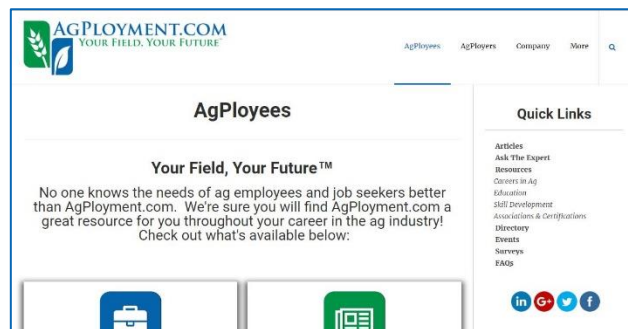 AGPLOYMENT.COM
YOUR FIELD, YOUR FUTURE™
AgPloyees AgPloyers Company More
AgPloyees
Your Field, Your Future™
No one knows the needs of ag employees and job seekers better
than AgPloyment.com. We're sure you will find AgPloyment.com a
great resource for you throughout your career in the ag industry!
Check out what's available below:
Quick Links
Articles
Ask The Expert
Resources
Careers in Ag
Education
Skill Development
Associations & Certifications
Directory
Events
Surveys
FAQs
in G+ f